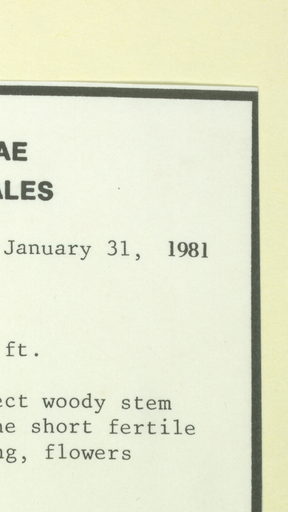 AE
ALES
January 31, 1981
ft.
ect woody stem
he short fertile
ng, flowers